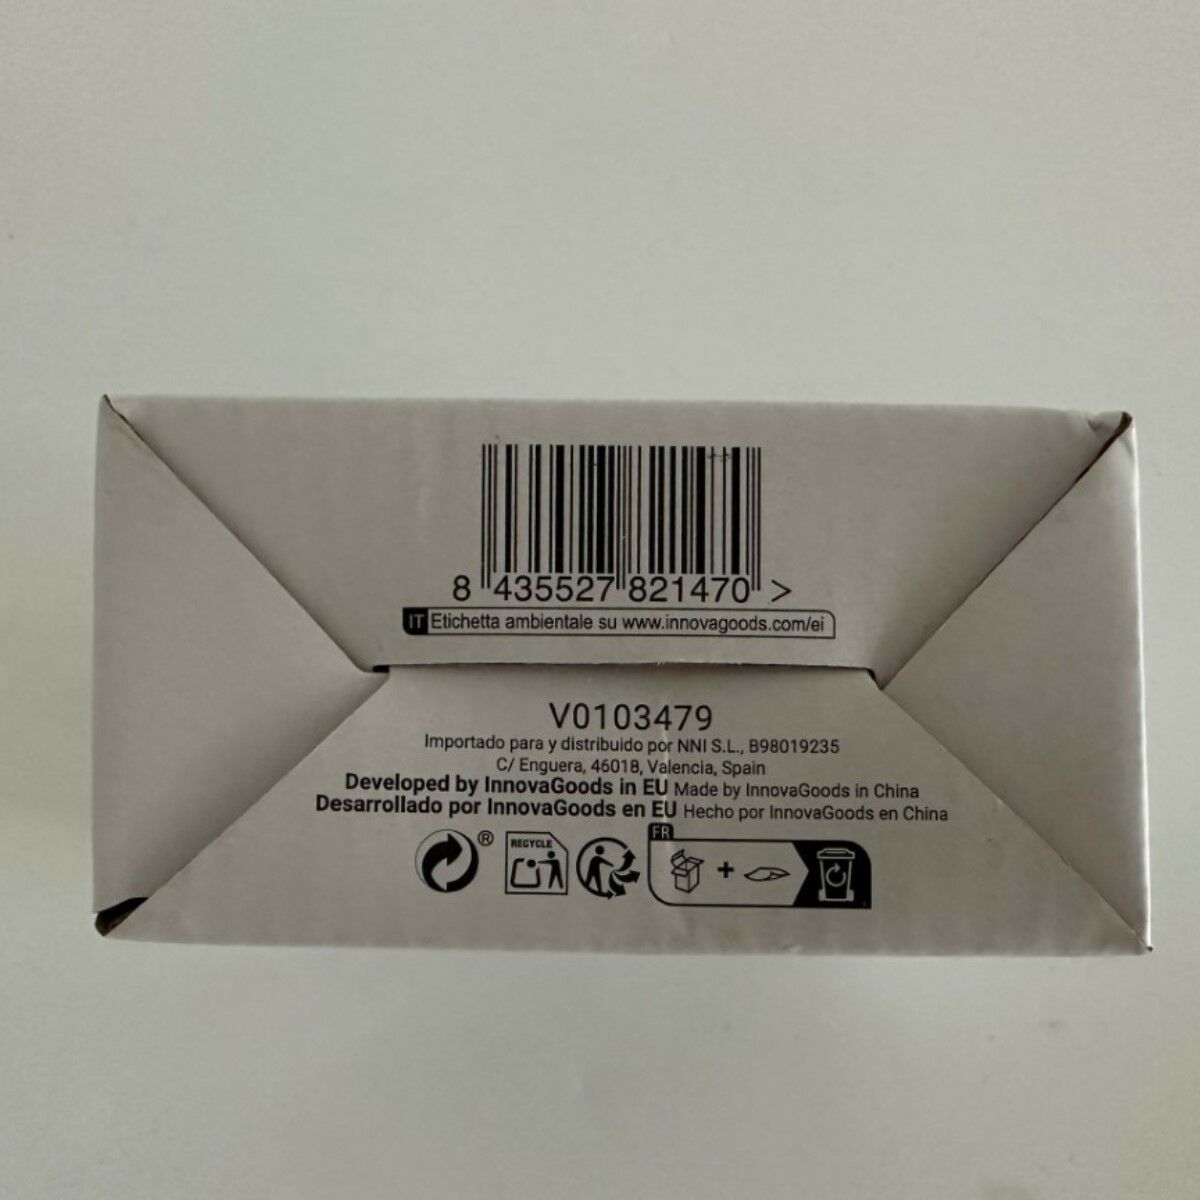 8 435527 821470 >
IT Etichetta ambientale su www.innovagoods.com/ei
V0103479
Importado para y distribuido por NNI S.L., B98019235
C/ Enguera, 46018, Valencia, Spain
Developed by InnovaGoods in EU Made by InnovaGoods in China
Desarrollado por InnovaGoods en EU Hecho por InnovaGoods en China
FR
® RECYCLE
+